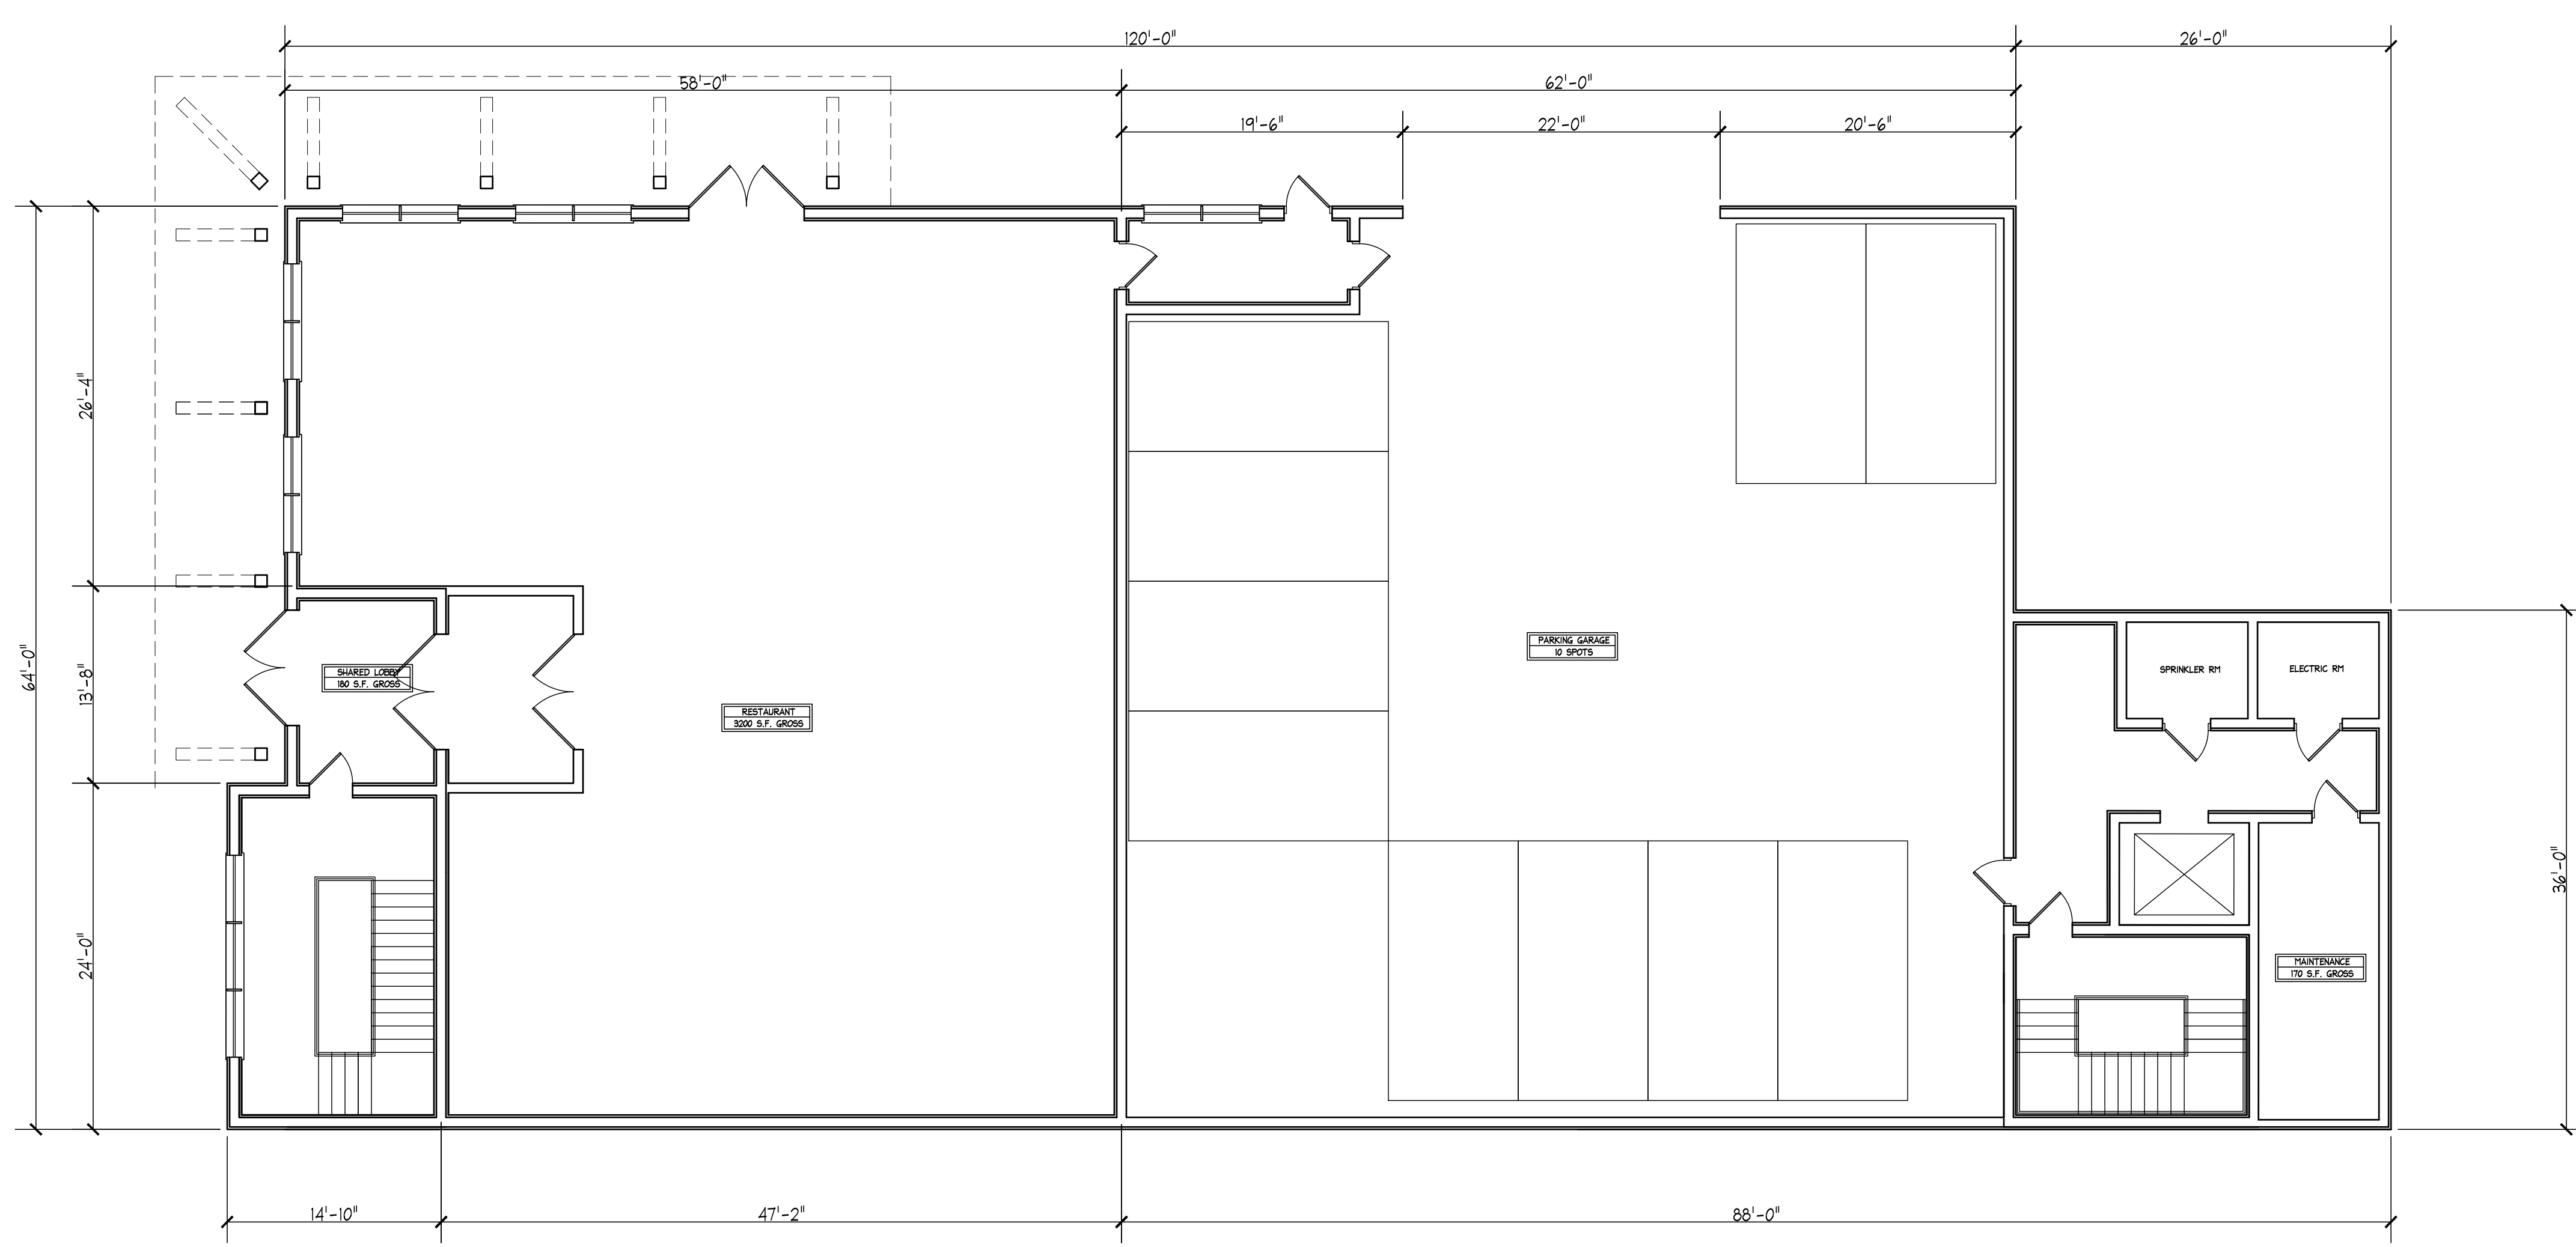 120'-0"
26'-0"
58'-0"
62'-0"
19'-6"
22'-0"
20'-6"
26'-4"
64'-0"
13'-8"
24'-0"
36'-0"
SHARED LOBBY
180 S.F. GROSS
RESTAURANT
3200 S.F. GROSS
PARKING GARAGE
10 SPOTS
SPRINKLER RM
ELECTRIC RM
MAINTENANCE
170 S.F. GROSS
14'-10"
47'-2"
88'-0"